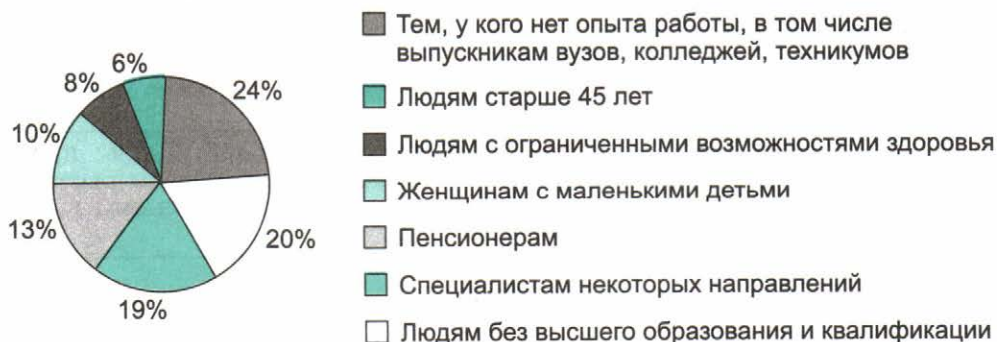 6%
8%
24%
10%
13%
20%
19%
Тем, у кого нет опыта работы, в том числе
выпускникам вузов, колледжей, техникумов
Людям старше 45 лет
Людям с ограниченными возможностями здоровья
Женщинам с маленькими детьми
Пенсионерам
Специалистам некоторых направлений
Людям без высшего образования и квалификации